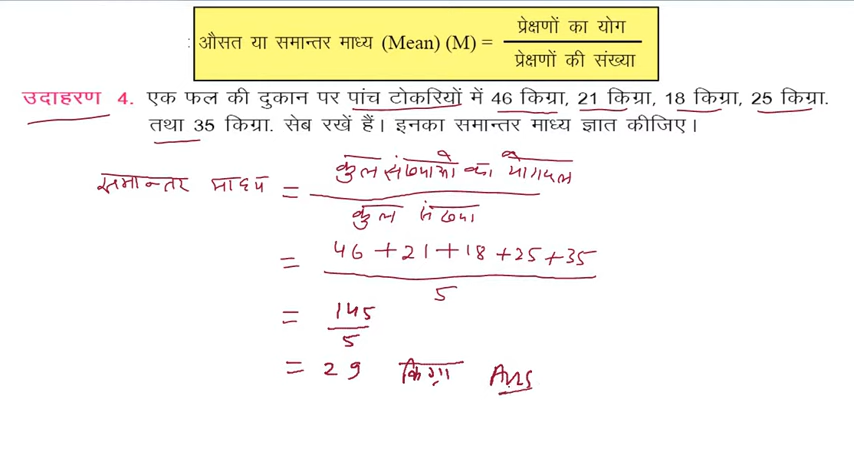 : औसत या समान्तर माध्य (Mean) (M) = प्रेक्षणों का योग / प्रेक्षणों की संख्या
उदाहरण 4. एक फल की दुकान पर पांच टोकरियों में 46 किग्रा, 21 किग्रा, 18 किग्रा, 25 किग्रा.
तथा 35 किग्रा. सेब रखें हैं। इनका समान्तर माध्य ज्ञात कीजिए।
समान्तर माध्य = कुल संख्याओं का योगफल / कुल संख्या
= 46 + 21 + 18 + 25 + 35 / 5
= 145 / 5
= 29 किग्रा Ans